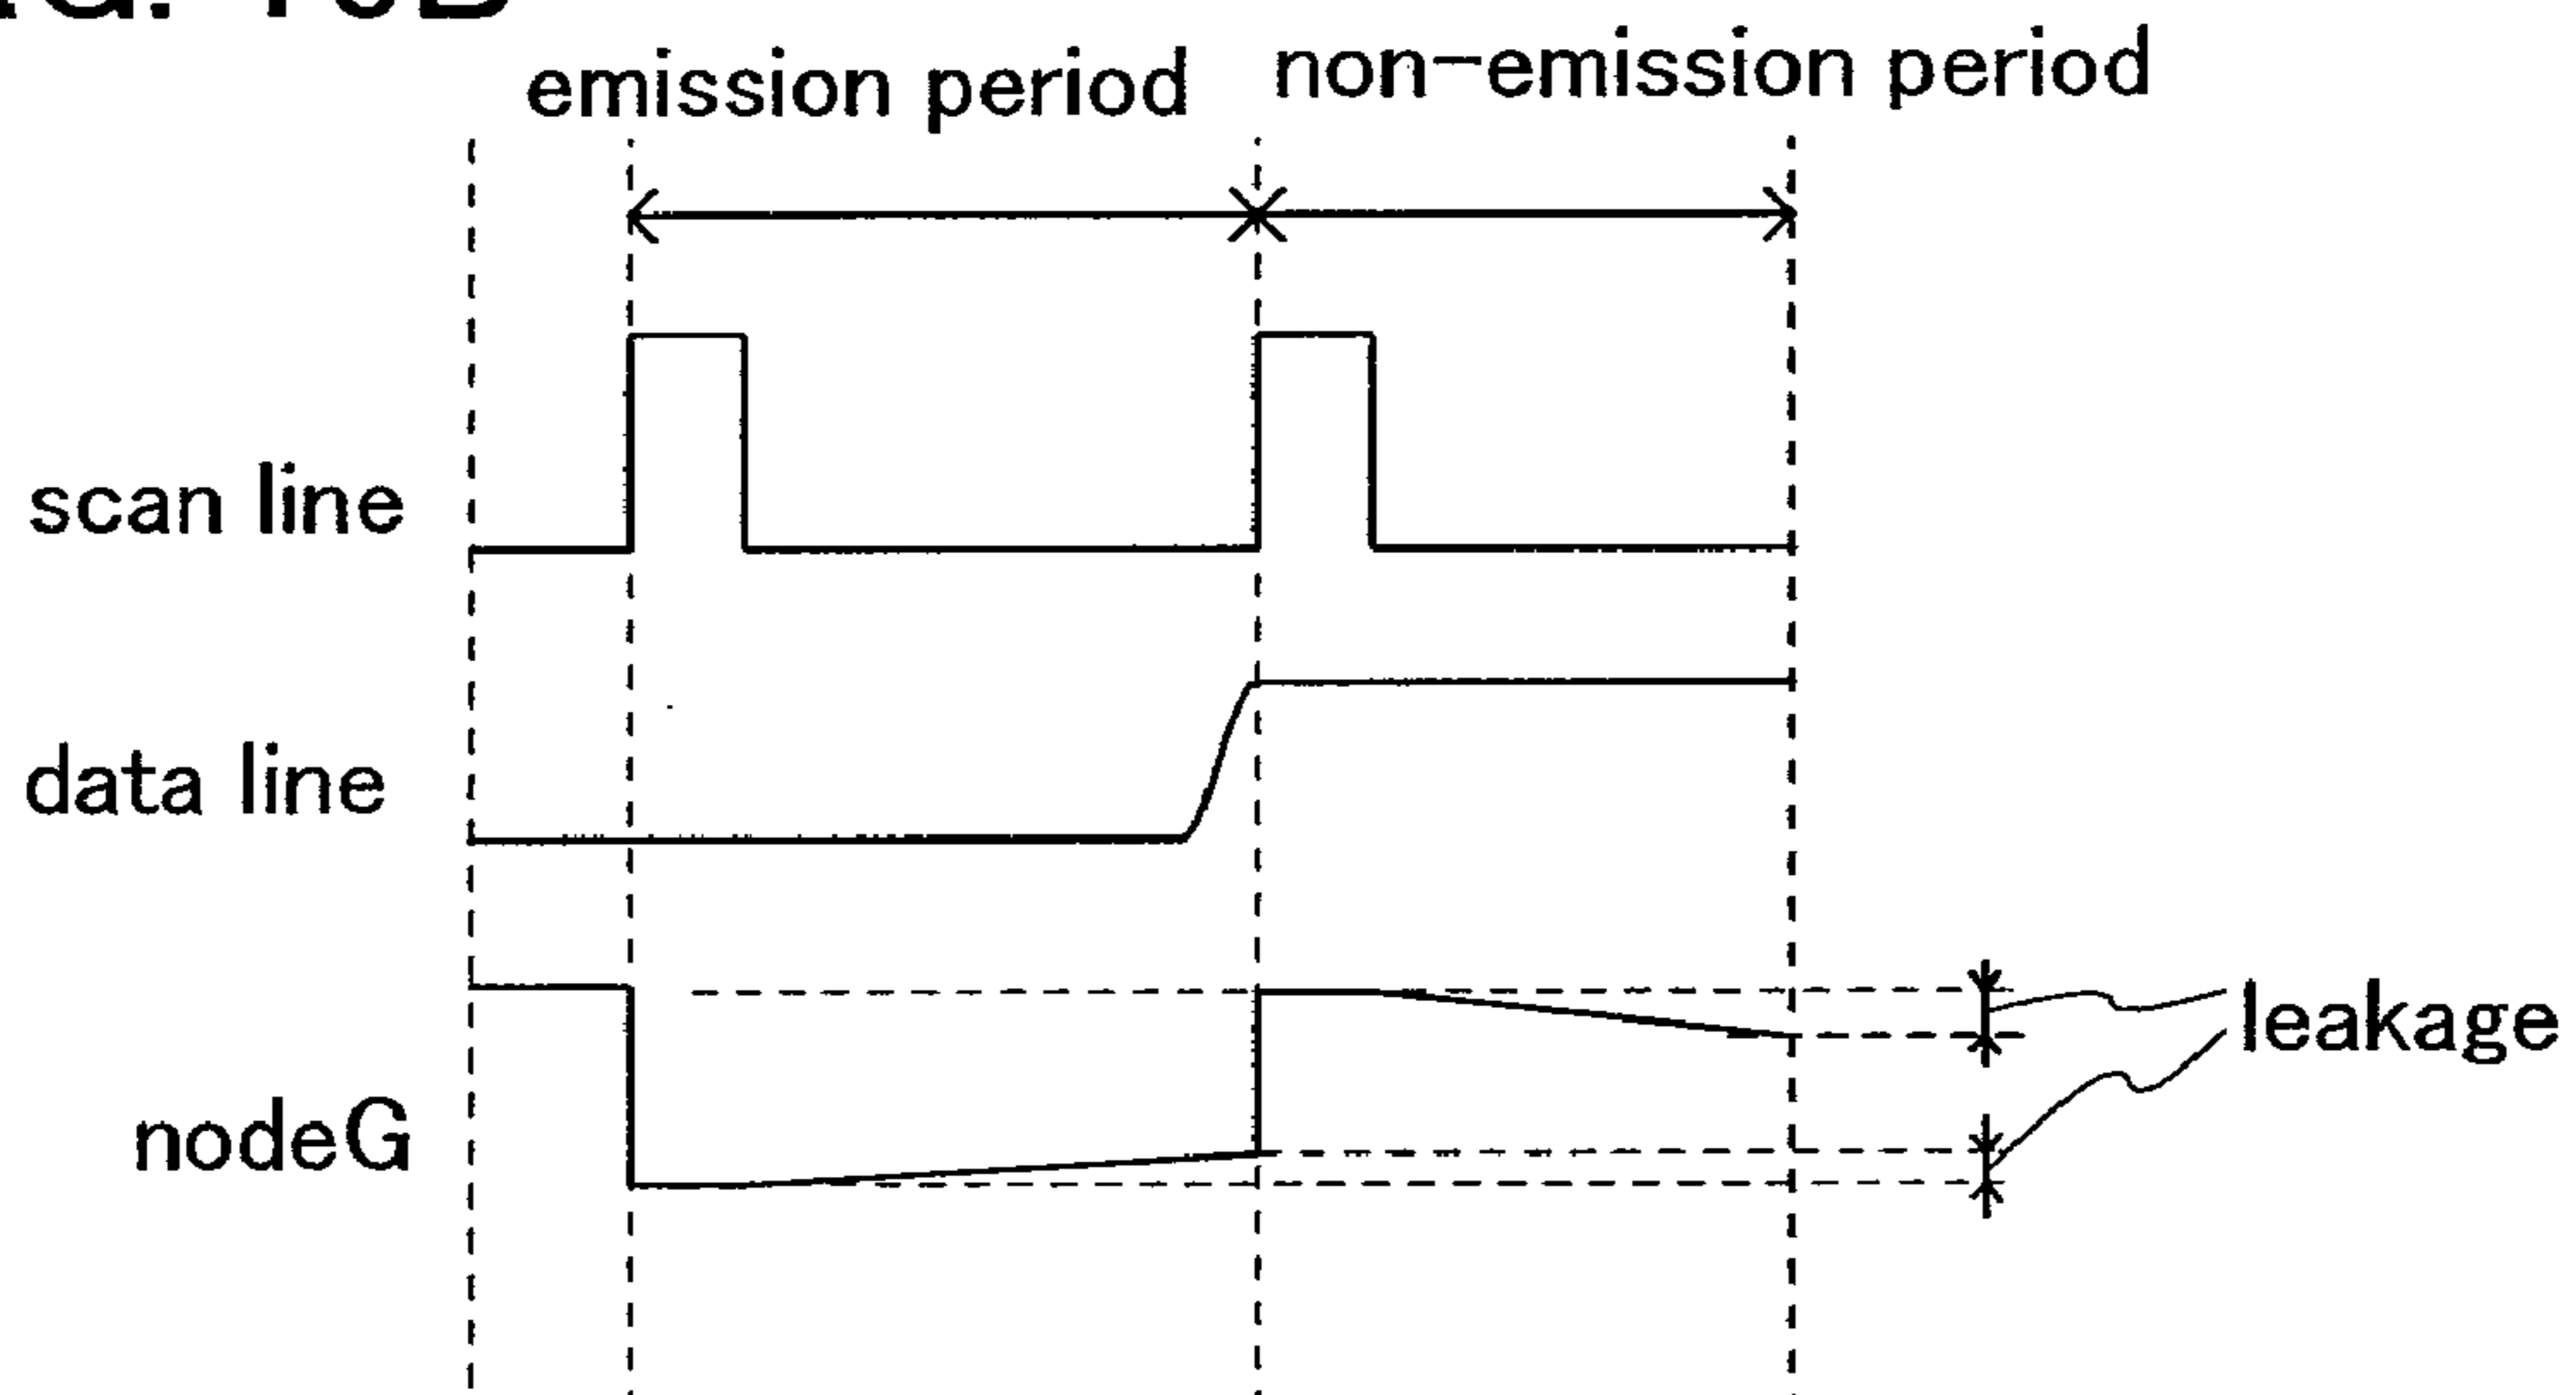 emission period
non-emission period
scan line
data line
nodeG
leakage